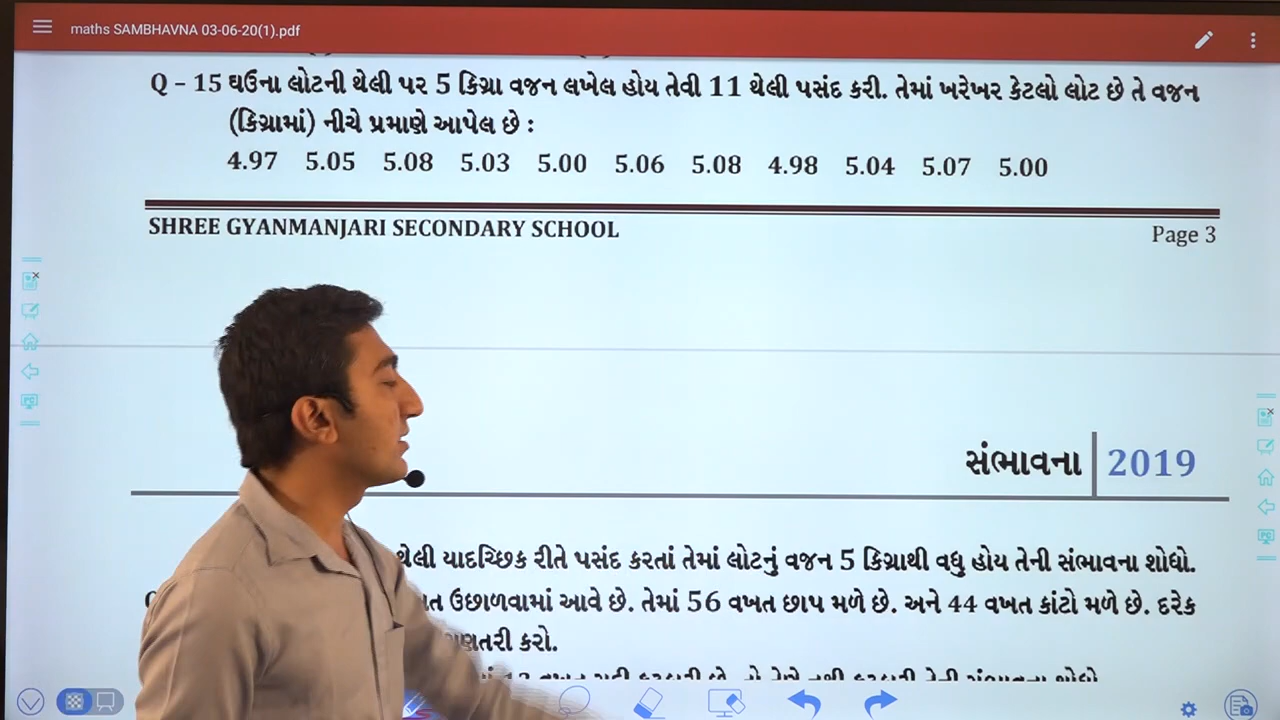 maths SAMBHAVNA 03-06-20(1).pdf
Q – 15 ઘઉંના લોટની થેલી પર 5 કિગ્રા વજન લખેલ હોય તેવી 11 થેલી પસંદ કરી. તેમાં ખરેખર કેટલો લોટ છે તે વજન
(કિગ્રામાં) નીચે પ્રમાણે આપેલ છે :
4.97 5.05 5.08 5.03 5.00 5.06 5.08 4.98 5.04 5.07 5.00
SHREE GYANMANJARI SECONDARY SCHOOL
Page 3
સંભાવના 2019
થેલી યાદચ્છિક રીતે પસંદ કરતાં તેમાં લોટનું વજન 5 કિગ્રાથી વધુ હોય તેની સંભાવના શોધો.
ઉછાળવામાં આવે છે. તેમાં 56 વખત છાપ મળે છે. અને 44 વખત કાંટો મળે છે. દરેક
કરો.